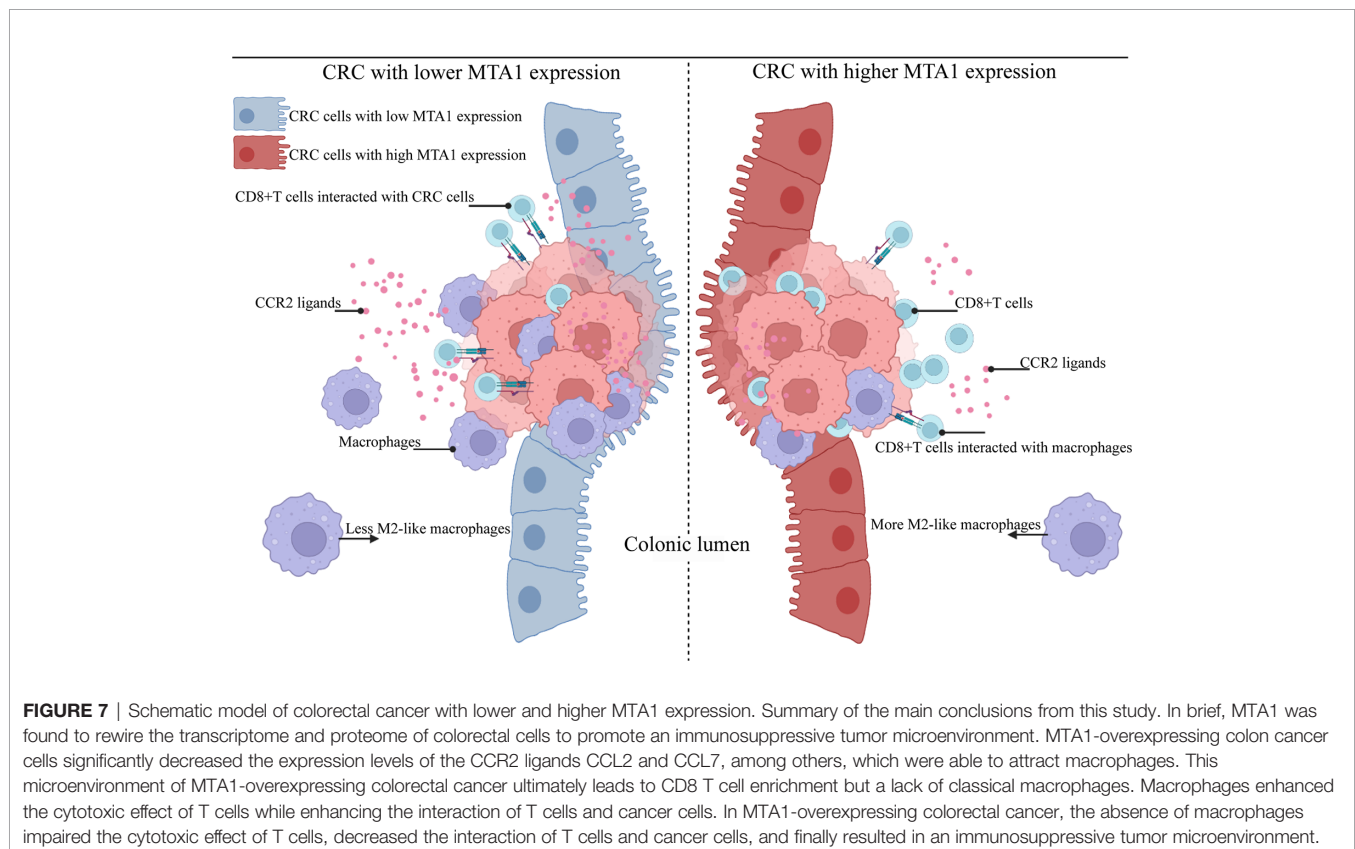 CRC with lower MTA1 expression
CRC with higher MTA1 expression
CRC cells with low MTA1 expression
CRC cells with high MTA1 expression
CD8+T cells interacted with CRC cells
CCR2 ligands
CD8+T cells
CCR2 ligands
Macrophages
CD8+T cells interacted with macrophages
Less M2-like macrophages
More M2-like macrophages
Colonic lumen
FIGURE 7 | Schematic model of colorectal cancer with lower and higher MTA1 expression. Summary of the main conclusions from this study. In brief, MTA1 was
found to rewire the transcriptome and proteome of colorectal cells to promote an immunosuppressive tumor microenvironment. MTA1-overexpressing colon cancer
cells significantly decreased the expression levels of the CCR2 ligands CCL2 and CCL7, among others, which were able to attract macrophages. This
microenvironment of MTA1-overexpressing colorectal cancer ultimately leads to CD8 T cell enrichment but a lack of classical macrophages. Macrophages enhanced
the cytotoxic effect of T cells while enhancing the interaction of T cells and cancer cells. In MTA1-overexpressing colorectal cancer, the absence of macrophages
impaired the cytotoxic effect of T cells, decreased the interaction of T cells and cancer cells, and finally resulted in an immunosuppressive tumor microenvironment.